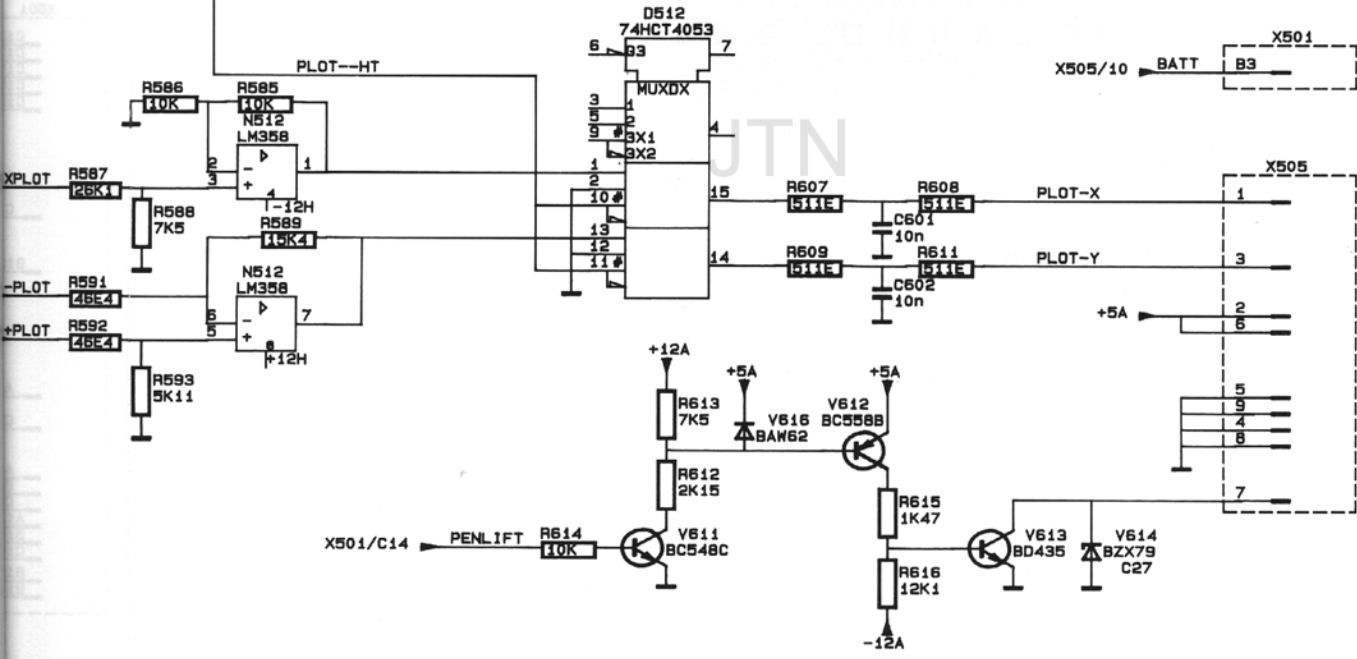 D512
74HCT4053
6 G3 7
MUXDX
3 1
5 2
9 # 3X1
3X2
4
JTN
X501
X505/10 BATT B3
PLOT--HT
R586
10K
R585
10K
N512
LM358
2 -
3 +
1
4
-12H
XPLOT R587
26K1
R588
7K5
R589
15K4
1
2
10 #
15
13
12
11 #
14
R607
511E
R608
511E
PLOT-X
C601
10n
R609
511E
R611
511E
PLOT-Y
C602
10n
X505
1
3
+5A 2
6
5
9
4
8
7
-PLOT R591
46E4
N512
LM358
6 -
5 +
7
8
+12H
+PLOT R592
46E4
R593
5K11
+12A
R613
7K5
+5A
V616
BAW62
V612
BC558B
+5A
R612
2K15
X501/C14 PENLIFT R614
10K
V611
BC548C
R615
1K47
R616
12K1
-12A
V613
BD435
V614
BZX79
C27